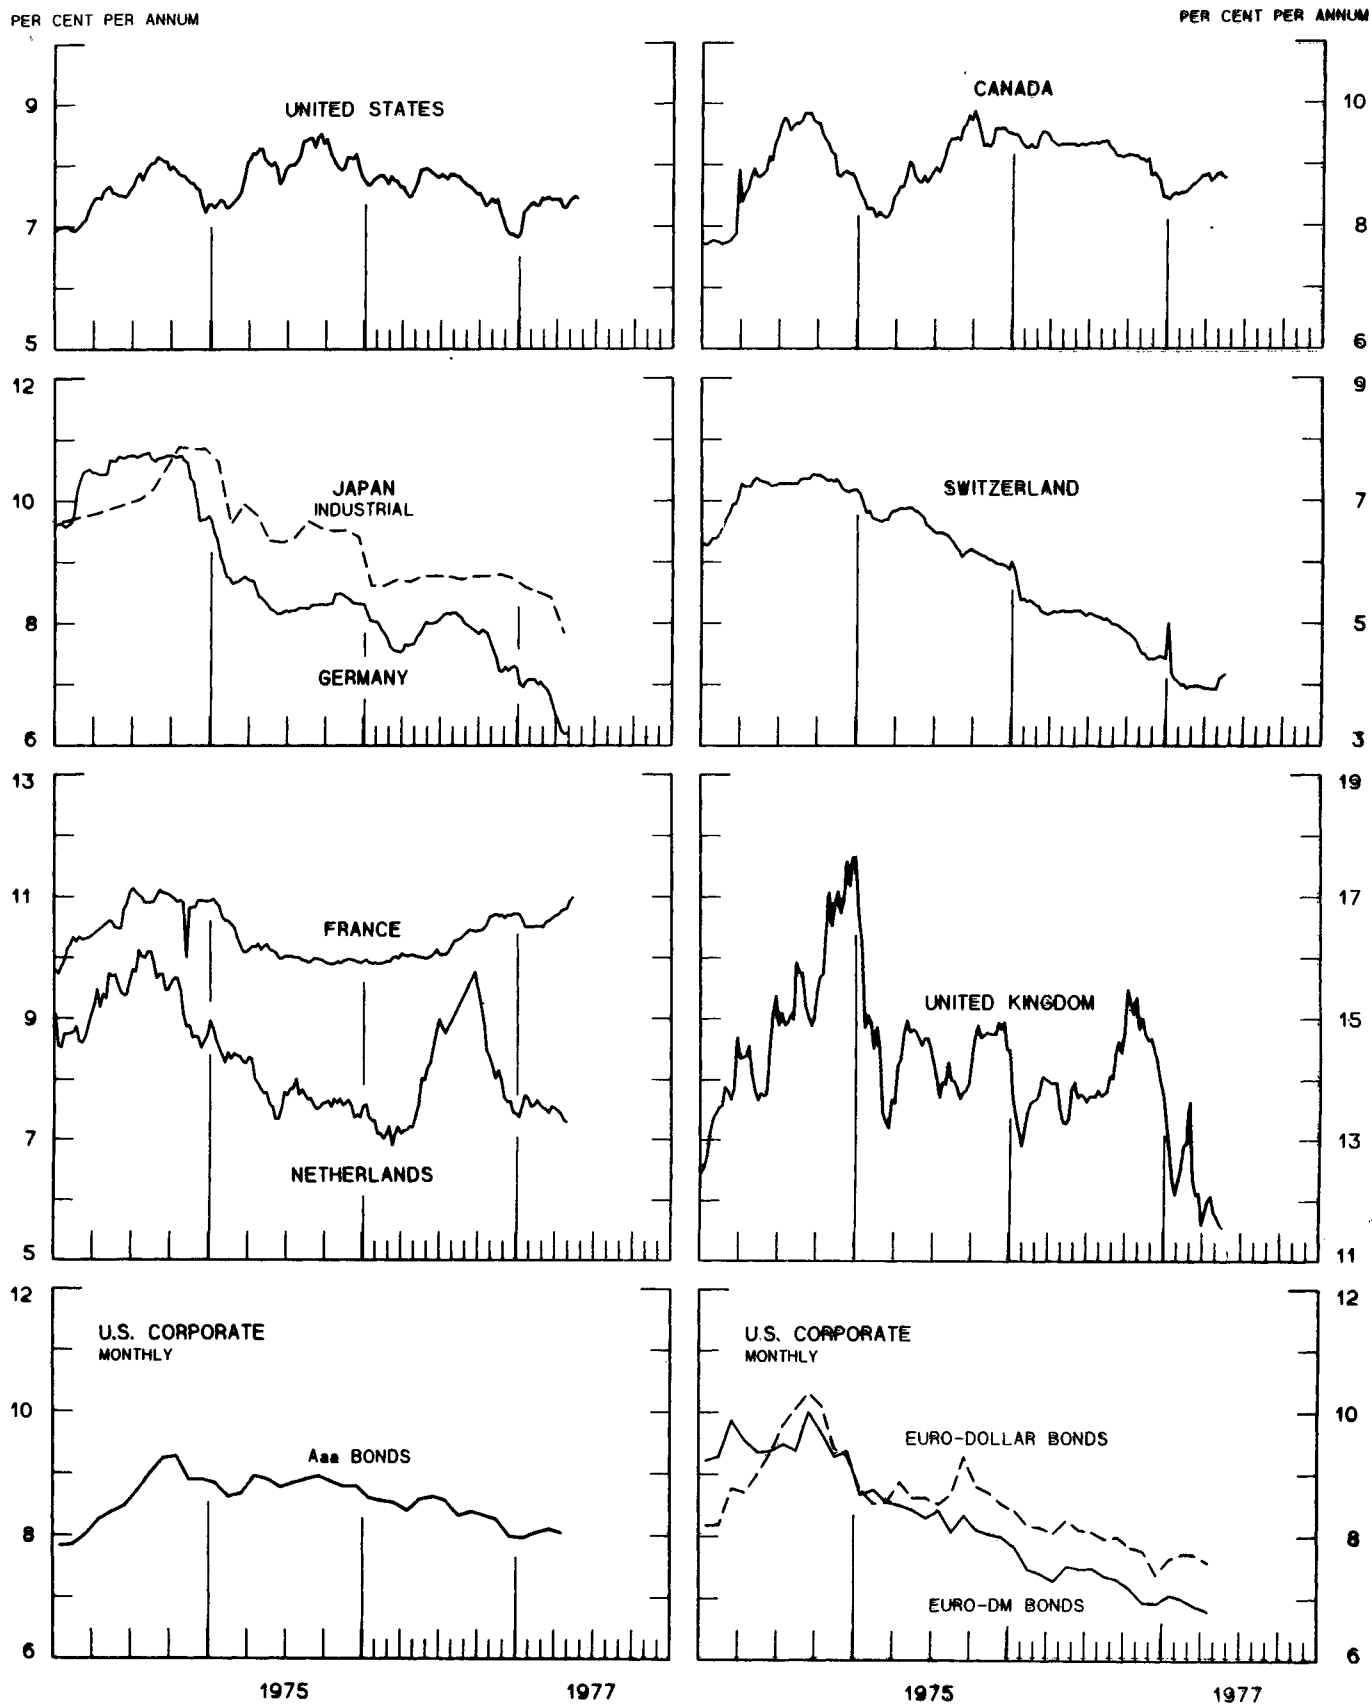 PER CENT PER ANNUM
PER CENT PER ANNUM
9
7
5
UNITED STATES
CANADA
10
8
6
12
10
8
6
JAPAN
INDUSTRIAL
GERMANY
SWITZERLAND
9
7
5
3
13
11
9
7
5
FRANCE
NETHERLANDS
UNITED KINGDOM
19
17
15
13
11
12
10
8
6
U.S. CORPORATE
MONTHLY
Aaa BONDS
U.S. CORPORATE
MONTHLY
EURO-DOLLAR BONDS
EURO-DM BONDS
12
10
8
6
1975
1977
1975
1977